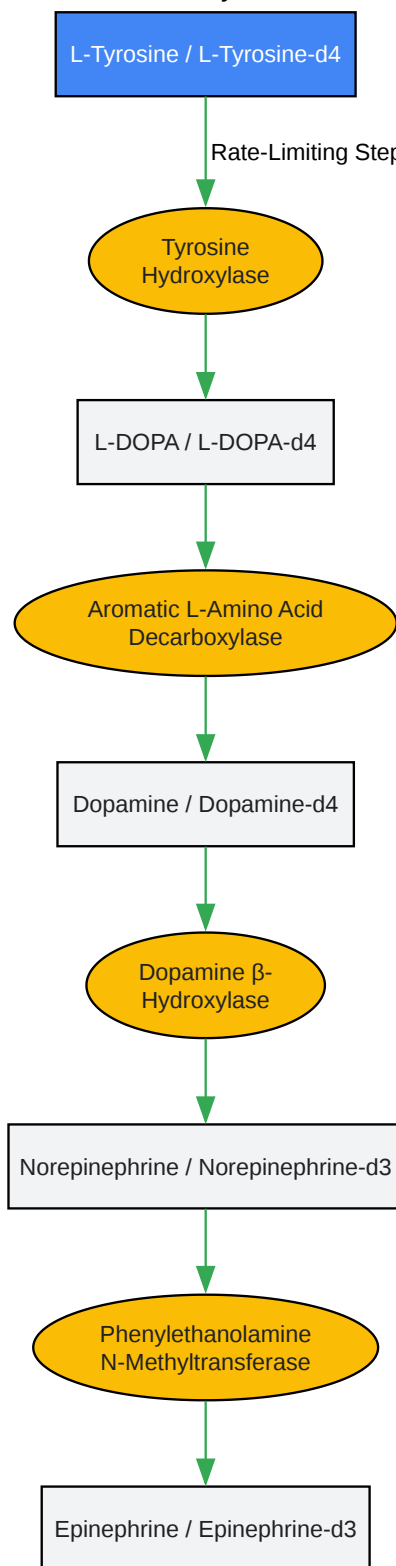 L-Tyrosine / L-Tyrosine-d4
Rate-Limiting Step
Tyrosine
Hydroxylase
L-DOPA / L-DOPA-d4
Aromatic L-Amino Acid
Decarboxylase
Dopamine / Dopamine-d4
Dopamine β-
Hydroxylase
Norepinephrine / Norepinephrine-d3
Phenylethanolamine
N-Methyltransferase
Epinephrine / Epinephrine-d3